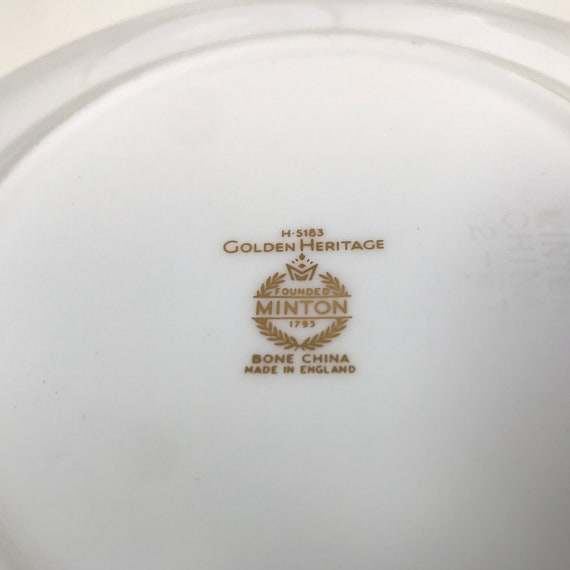 H-5183
GOLDEN HERITAGE
FOUNDED
MINTON
1793
BONE CHINA
MADE IN ENGLAND